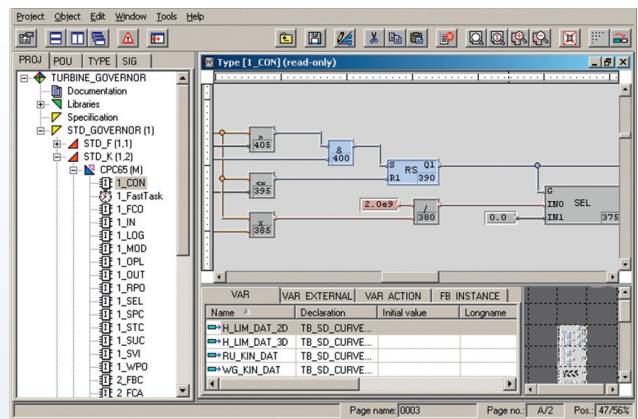 Project Object Edit Window Tools Help
PROJ POU TYPE SIG
TURBINE_GOVERNOR
Documentation
Libraries
Specification
STD_GOVERNOR (1)
STD_F (1,1)
STD_K (1,2)
CPC65 (M)
1_CON
1_FastTask
1_FCO
1_IN
1_LOG
1_MOD
1_OPL
1_OUT
1_RPO
1_SEL
1_SPC
1_STC
1_SUC
1_SVI
1_WPO
2_FBC
2 FCA
Type [1_CON] (read-only)
>
405
&
400
S Q1
RS
R1 390
<=
395
2.0e9
/
380
x
385
G
IN0 SEL
0.0
IN1 375
VAR VAR EXTERNAL VAR ACTION FB INSTANCE
Name Declaration Initial value Longname
H_LIM_DAT_2D TB_SD_CURVE...
H_LIM_DAT_3D TB_SD_CURVE...
RU_KIN_DAT TB_SD_CURVE...
WG_KIN_DAT TB_SD_CURVE...
Page name: 0003 Page no.: A/2 Pos.: 47/56%